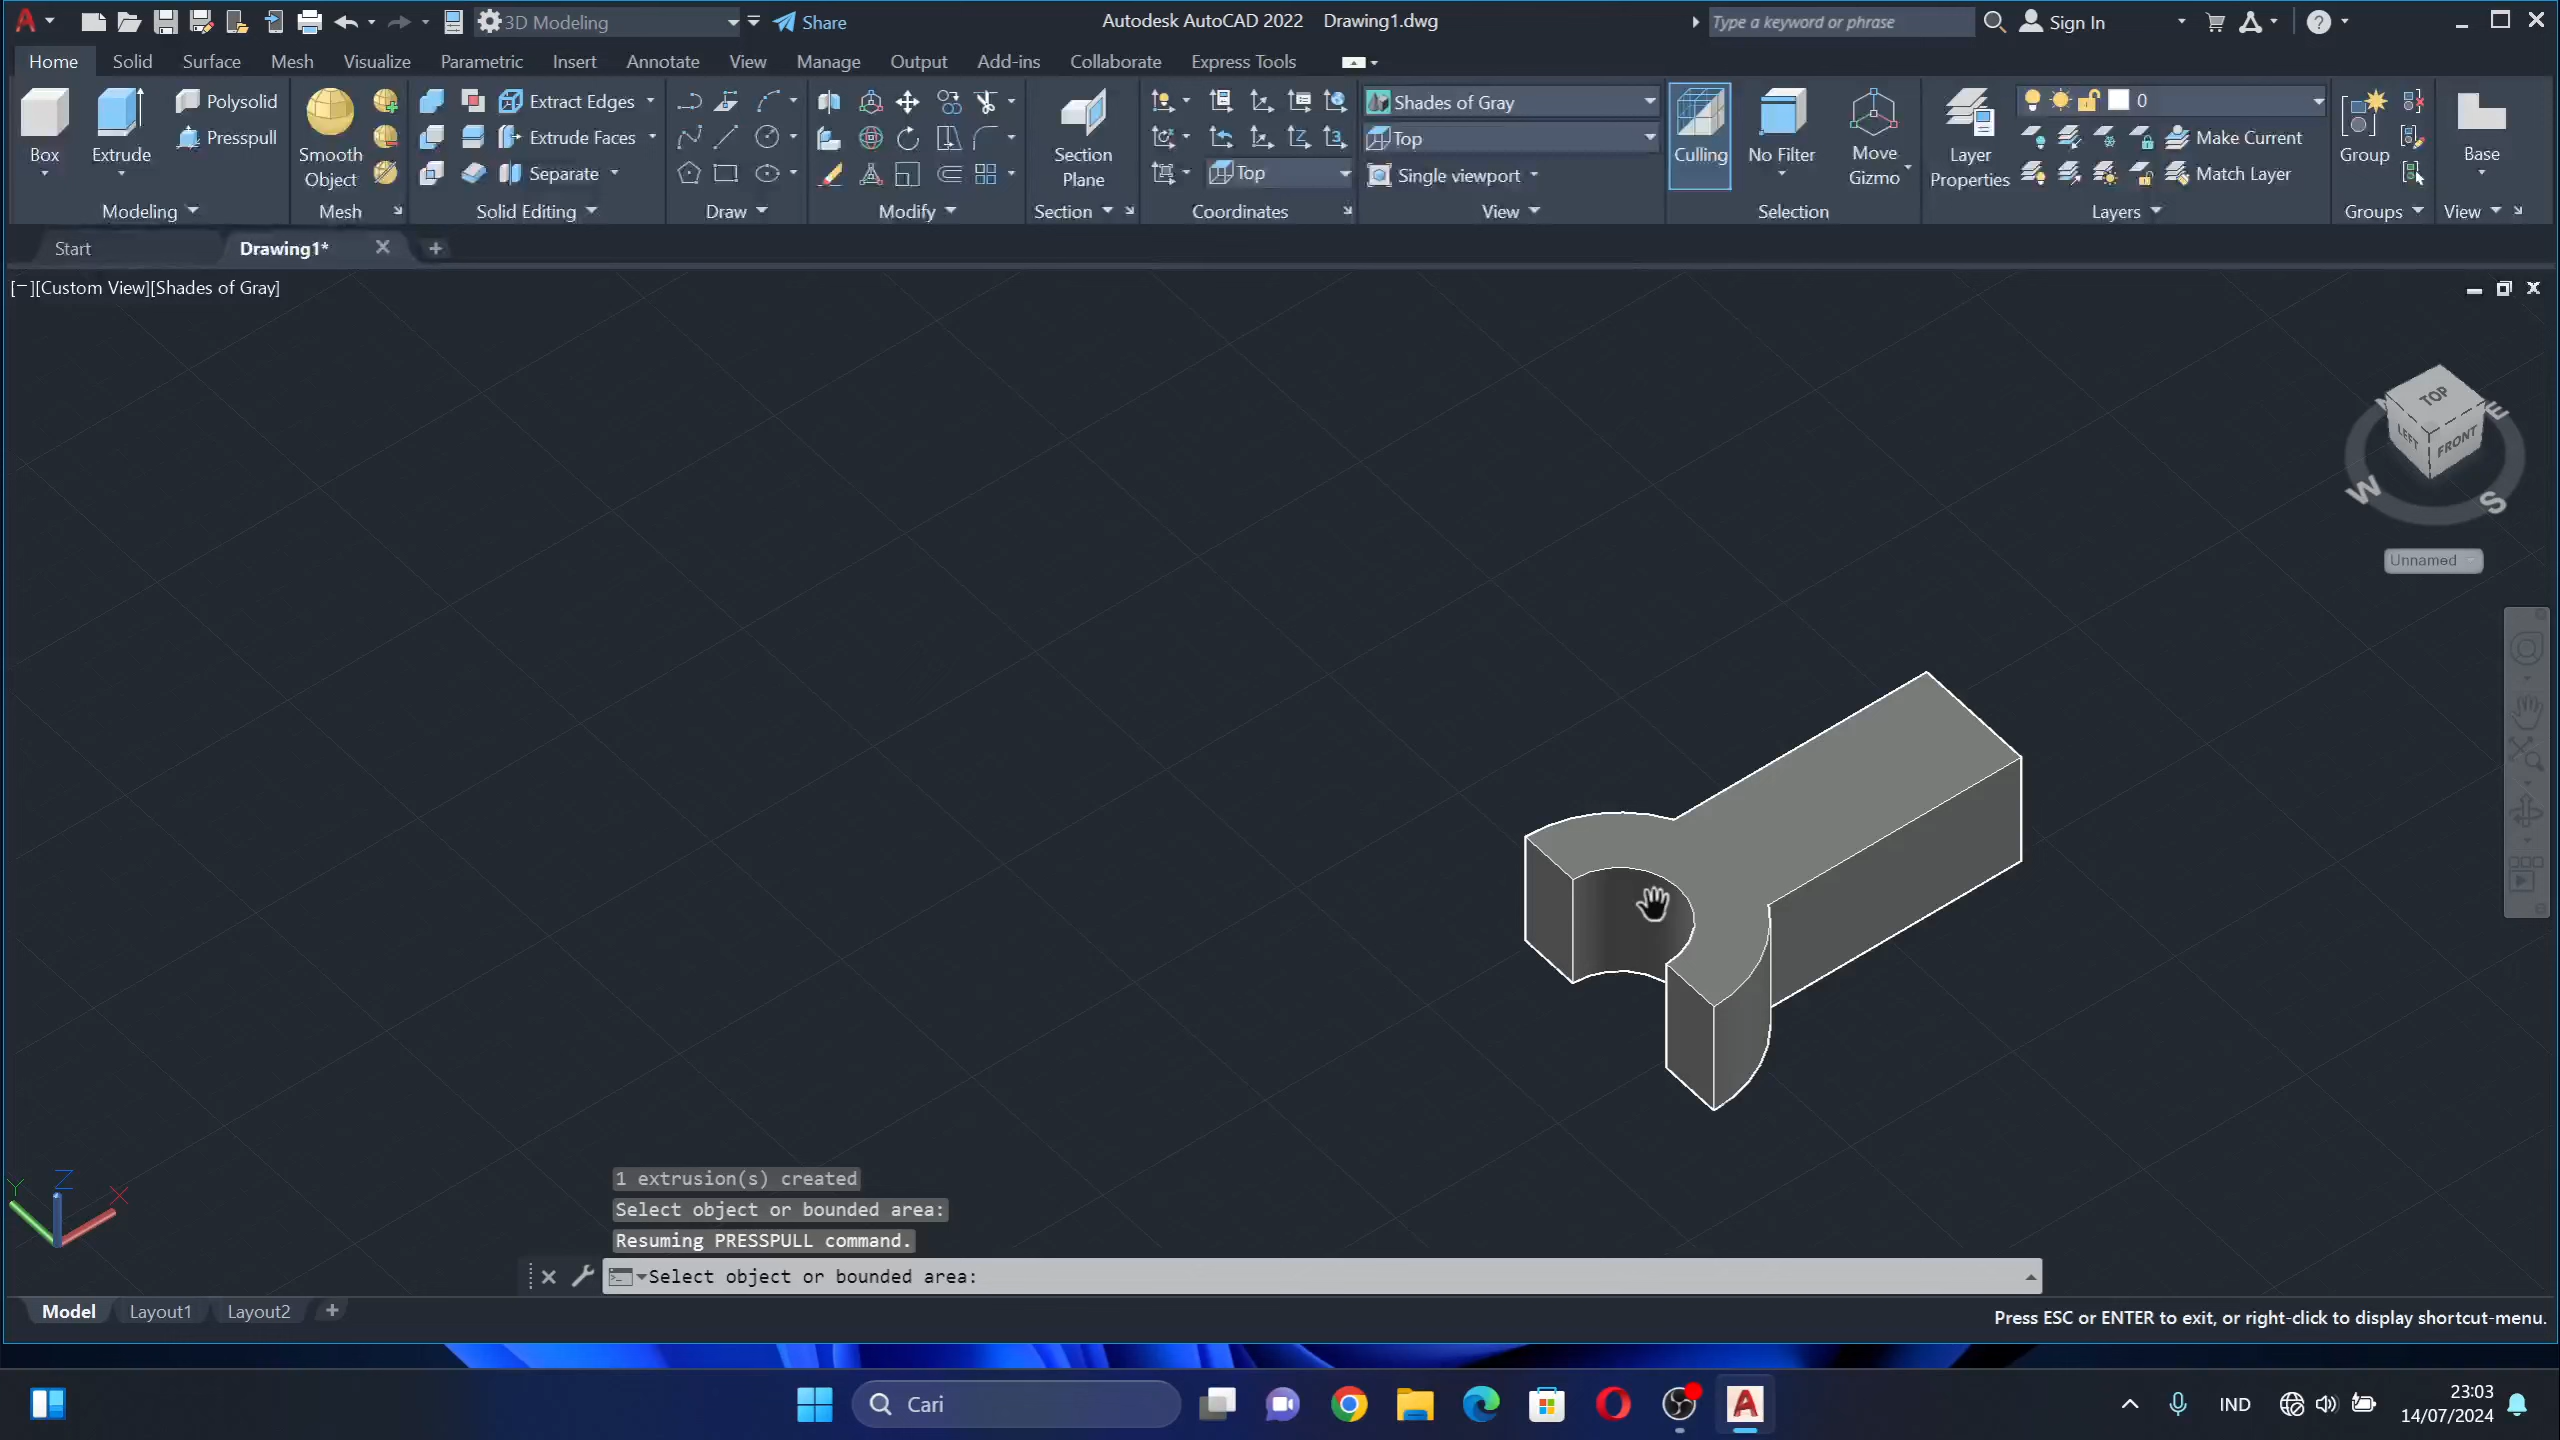 3D Modeling
Share
Autodesk AutoCAD 2022 Drawing1.dwg
Type a keyword or phrase
Sign In
Home Solid Surface Mesh Visualize Parametric Insert Annotate View Manage Output Add-ins Collaborate Express Tools
Box
Extrude
Polysolid
Presspull
Modeling
Smooth
Object
Mesh
Extract Edges
Extrude Faces
Separate
Solid Editing
Draw
Modify
Section
Plane
Section
Top
Coordinates
Shades of Gray
Top
Single viewport
View
Culling
No Filter
Move
Gizmo
Selection
Layer
Properties
0
Make Current
Match Layer
Layers
Group
Groups
Base
View
Start
Drawing1*
[−][Custom View][Shades of Gray]
TOP
LEFT
FRONT
E
W
S
Unnamed
Y
Z
X
1 extrusion(s) created
Select object or bounded area:
Resuming PRESSPULL command.
Select object or bounded area:
Model Layout1 Layout2
Press ESC or ENTER to exit, or right-click to display shortcut-menu.
Cari
IND
23:03
14/07/2024